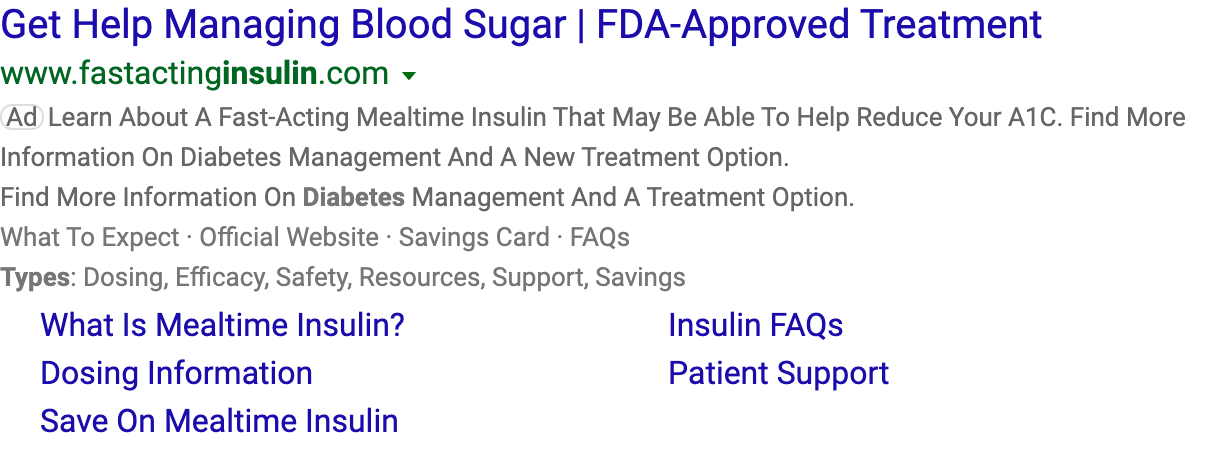 Get Help Managing Blood Sugar | FDA-Approved Treatment
www.fastactinginsulin.com
Ad Learn About A Fast-Acting Mealtime Insulin That May Be Able To Help Reduce Your A1C. Find More
Information On Diabetes Management And A New Treatment Option.
Find More Information On Diabetes Management And A Treatment Option.
What To Expect · Official Website · Savings Card · FAQs
Types: Dosing, Efficacy, Safety, Resources, Support, Savings
What Is Mealtime Insulin? Insulin FAQs
Dosing Information Patient Support
Save On Mealtime Insulin